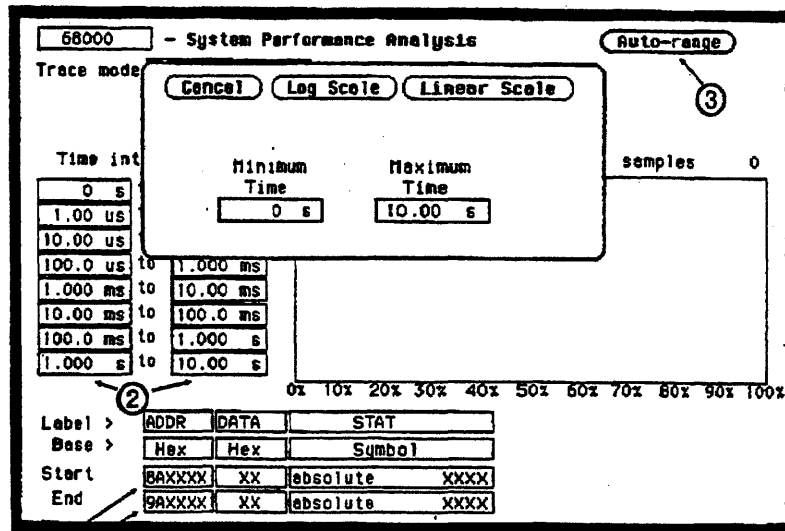 68000 - System Performance Analysis Auto-range
Trace mode
Cancel Log Scale Linear Scale
3
Minimum Time Maximum Time
0 s 10.00 s
Time int samples 0
0 s
1.00 us
10.00 us
100.0 us to 1.000 ms
1.000 ms to 10.00 ms
10.00 ms to 100.0 ms
100.0 ms to 1.000 s
1.000 s to 10.00 s
2
0% 10% 20% 30% 40% 50% 60% 70% 80% 90% 100%
Label > ADDR DATA STAT
Base > Hex Hex Symbol
Start 8AXXXX XX absolute XXXX
End 9AXXXX XX absolute XXXX